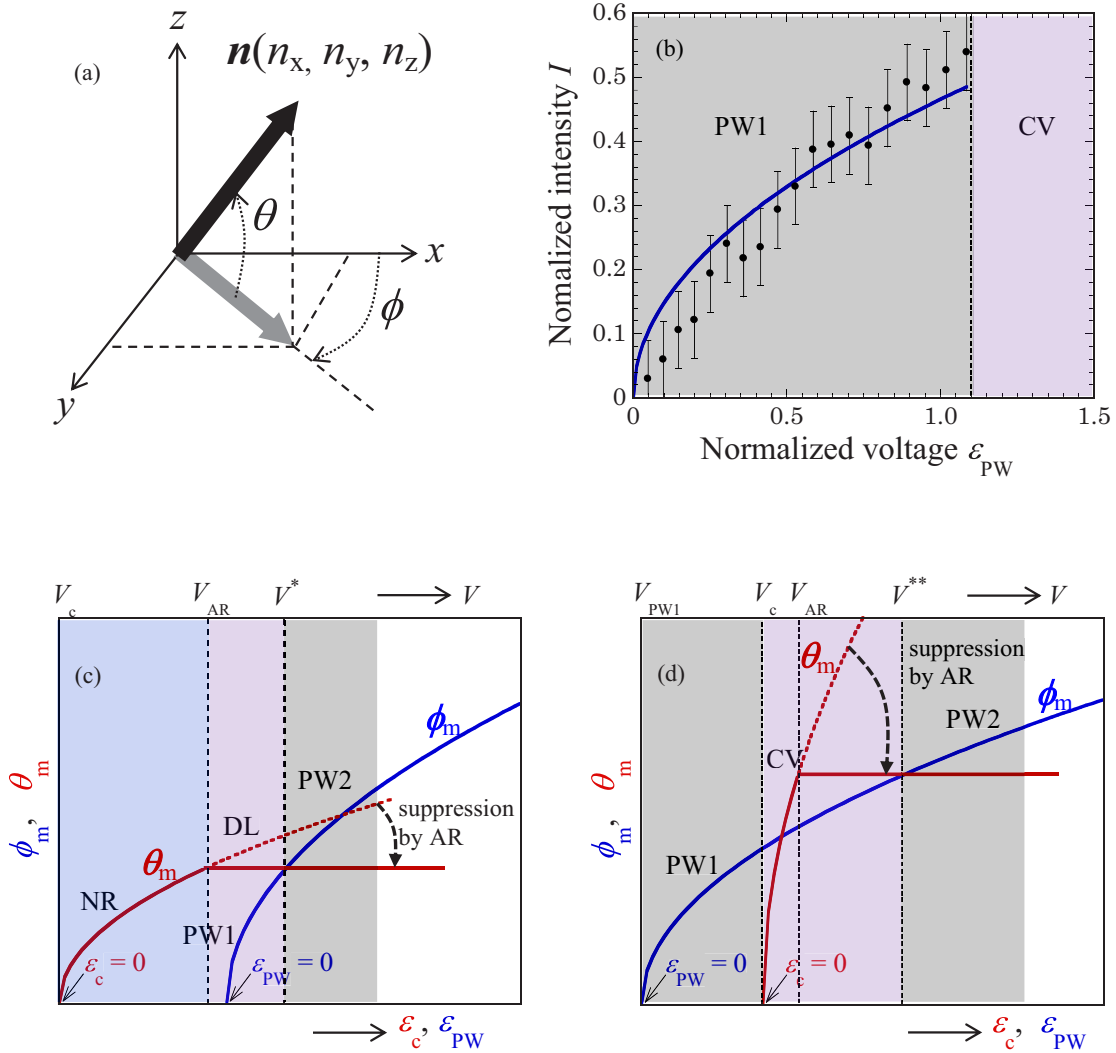 (a)
n(nx, ny, nz)
z
θ
x
ϕ
y
(b)
Nomalized intensity I
0.6
0.5
0.4
0.3
0.2
0.1
0
PW1
CV
0
0.5
1.0
1.5
Normalized voltage εPW
Vc
VAR
V*
V
(c)
ϕm
PW2
DL
suppression
by AR
θm
NR
PW1
εc = 0
εPW = 0
ϕm, θm
εc, εPW
VPW1
Vc
VAR
V**
V
(d)
θm
suppression
by AR
ϕm
PW2
CV
PW1
εPW = 0
εc = 0
ϕm, θm
εc, εPW